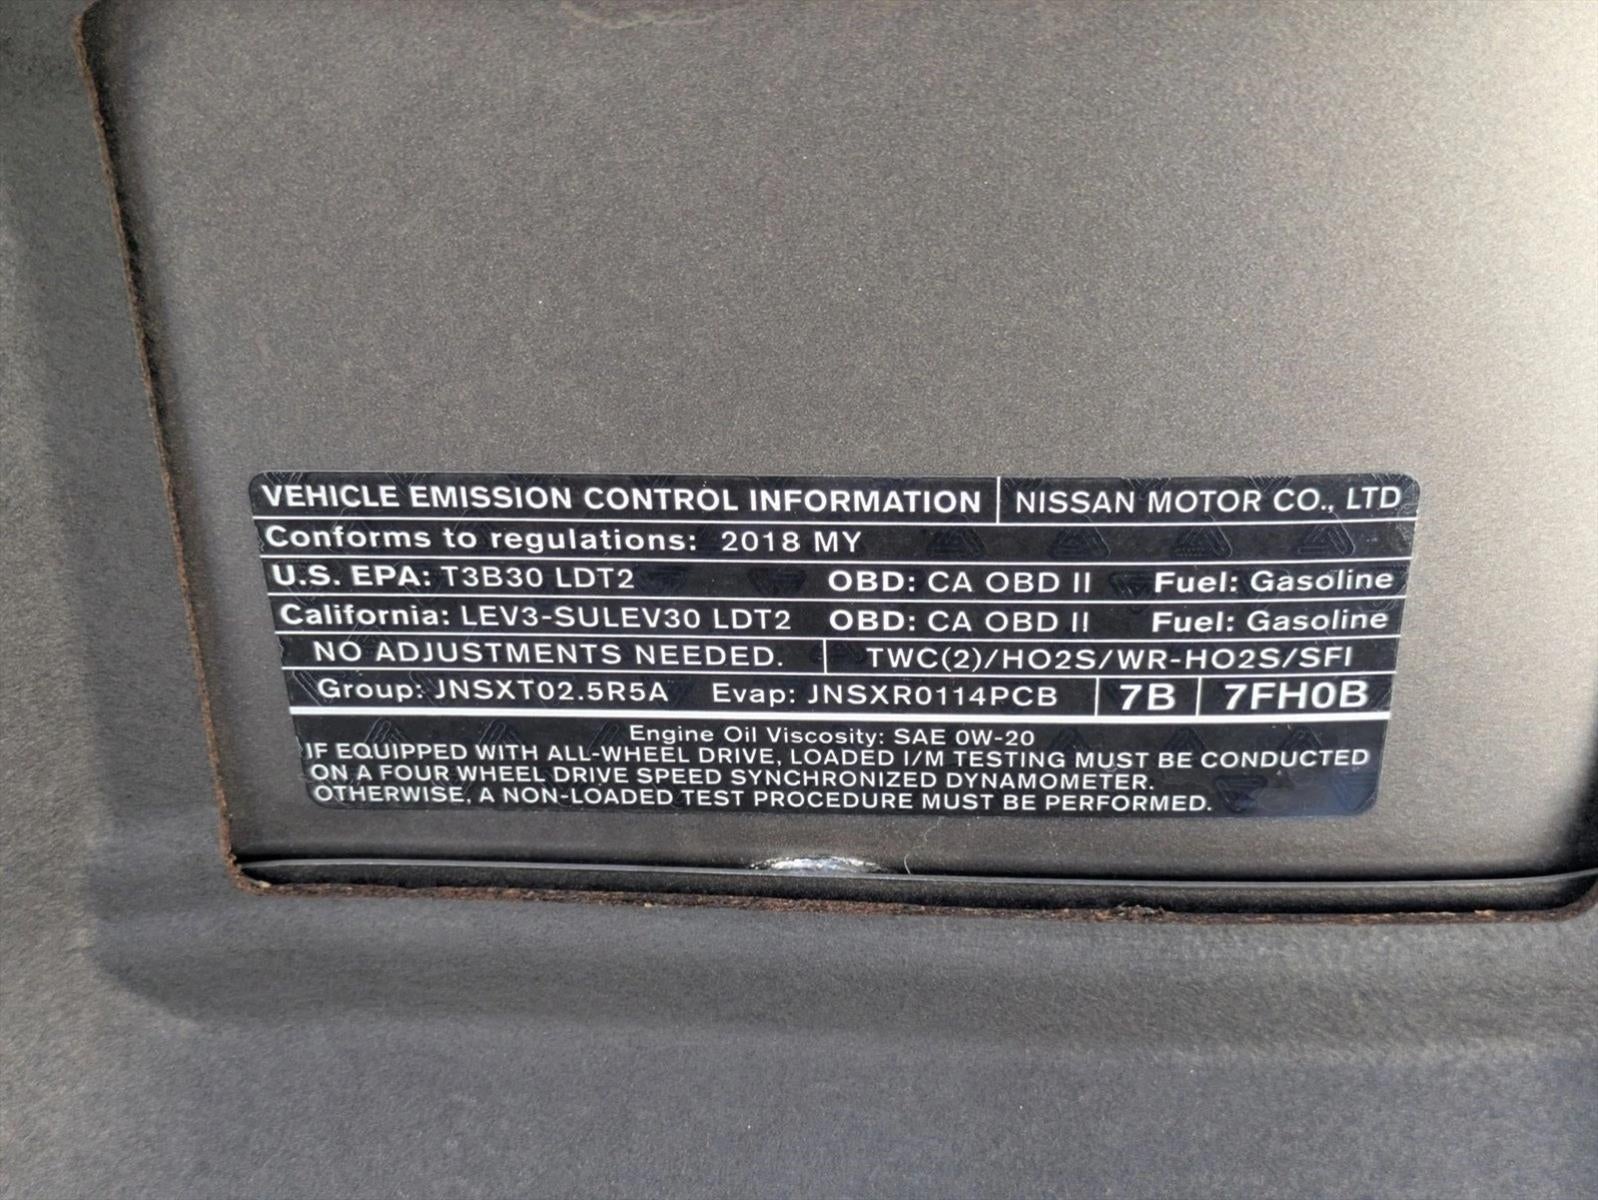 VEHICLE EMISSION CONTROL INFORMATION NISSAN MOTOR CO., LTD
Conforms to regulations: 2018 MY
U.S. EPA: T3B30 LDT2 OBD: CA OBD II Fuel: Gasoline
California: LEV3-SULEV30 LDT2 OBD: CA OBD II Fuel: Gasoline
NO ADJUSTMENTS NEEDED. TWC(2)/HO2S/WR-HO2S/SFI
Group: JNSXT02.5R5A Evap: JNSXR0114PCB 7B 7FH0B
Engine Oil Viscosity: SAE 0W-20
IF EQUIPPED WITH ALL-WHEEL DRIVE, LOADED I/M TESTING MUST BE CONDUCTED
ON A FOUR WHEEL DRIVE SPEED SYNCHRONIZED DYNAMOMETER.
OTHERWISE, A NON-LOADED TEST PROCEDURE MUST BE PERFORMED.